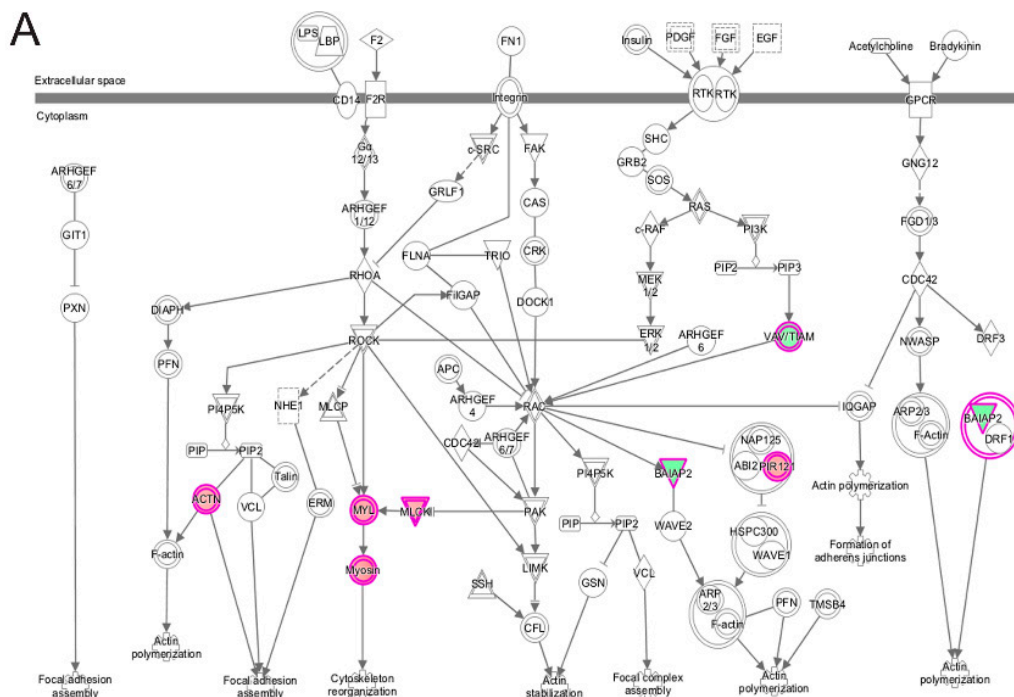 A
LPS
LBP
F2
FN1
Insulin
PDGF
FGF
EGF
Acetylcholine
Bradykinin
Extracellular space
CD14
F2R
Integrin
RTK
RTK
GPCR
Cytoplasm
Gα
12/13
c-SRC
FAK
SHC
GRB2
SOS
GNG12
ARHGEF
6/7
GRLF1
CAS
RAS
ARHGEF
1/12
c-RAF
PI3K
FGD1/3
GIT1
FLNA
TRIO
CRK
PIP2
PIP3
RHOA
MEK
1/2
CDC42
PXN
DIAPH
FilGAP
DOCK1
ROCK
ERK
1/2
ARHGEF
6
VAV/TIAM
NWASP
DRF3
PFN
APC
PI4P5K
NHE1
MLCP
ARHGEF
4
RAC
IQGAP
ARP2/3
F-Actin
BAIAP2
DRF1
CDC42
ARHGEF
6/7
NAP125
ABI2
PIR121
PIP
PIP2
Talin
PI4P5K
BAIAP2
Actin
polymerization
ACTN
VCL
ERM
MYL
MLCK
PAK
PIP
PIP2
WAVE2
HSPC300
WAVE1
Formation of
adherens junctions
F-actin
Myosin
SSH
LIMK
GSN
VCL
ARP
2/3
F-actin
PFN
TMSB4
CFL
Actin
polymerization
Focal adhesion
assembly
Focal adhesion
assembly
Cytoskeleton
reorganization
Actin
stabilization
Focal complex
assembly
Actin
polymerization
Actin
polymerization